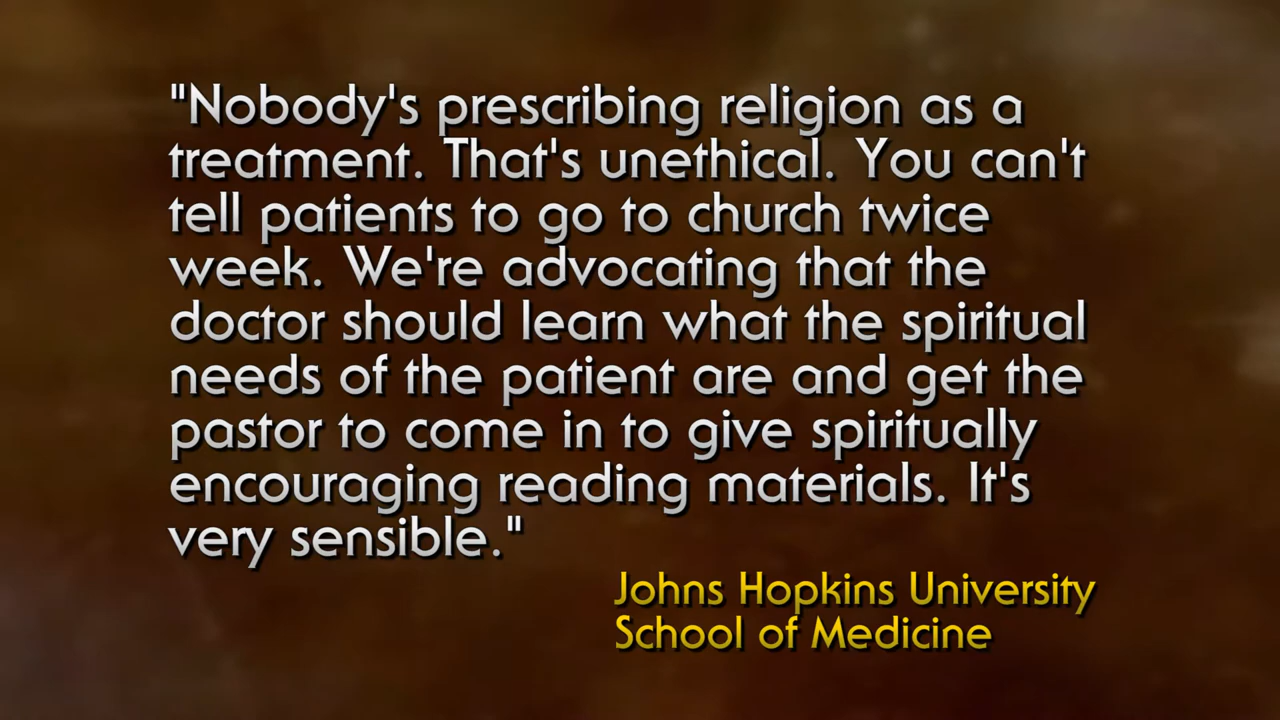 "Nobody's prescribing religion as a
treatment. That's unethical. You can't
tell patients to go to church twice
week. We're advocating that the
doctor should learn what the spiritual
needs of the patient are and get the
pastor to come in to give spiritually
encouraging reading materials. It's
very sensible."
Johns Hopkins University
School of Medicine